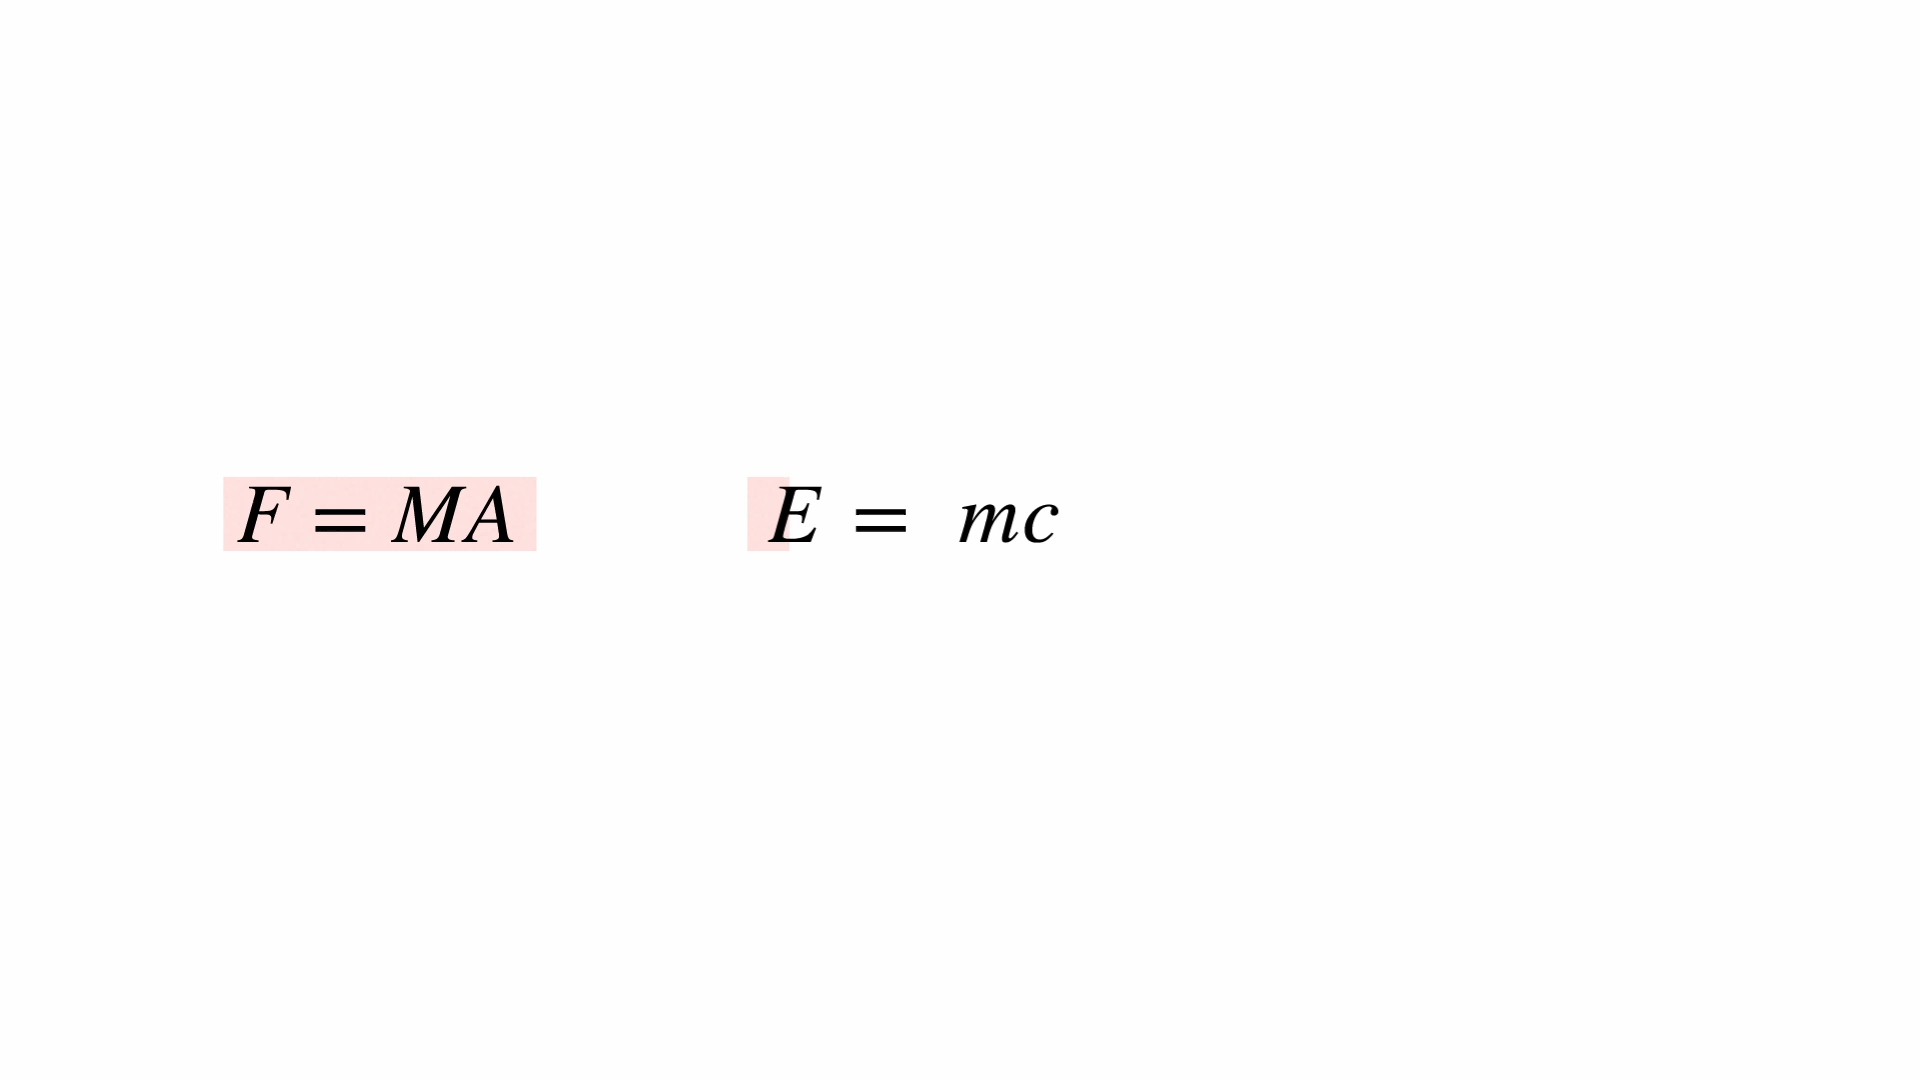 F = MA E = mc